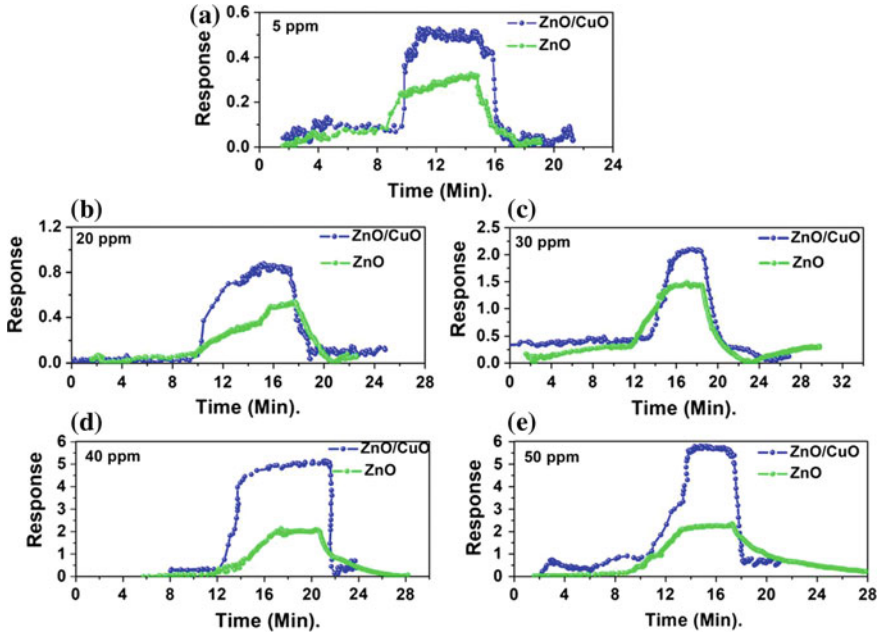 (a)
5 ppm
ZnO/CuO
ZnO
Response
0.6
0.4
0.2
0.0
0 4 8 12 16 20 24
Time (Min).
(b)
20 ppm
ZnO/CuO
ZnO
Response
1.2
0.8
0.4
0.0
0 4 8 12 16 20 24 28
Time (Min).
(c)
30 ppm
ZnO/CuO
ZnO
Response
2.5
2.0
1.5
1.0
0.5
0.0
0 4 8 12 16 20 24 28 32
Time (Min).
(d)
40 ppm
ZnO/CuO
ZnO
Response
6
5
4
3
2
1
0
0 4 8 12 16 20 24 28
Time (Min).
(e)
50 ppm
ZnO/CuO
ZnO
Response
6
5
4
3
2
1
0
0 4 8 12 16 20 24 28
Time (Min).